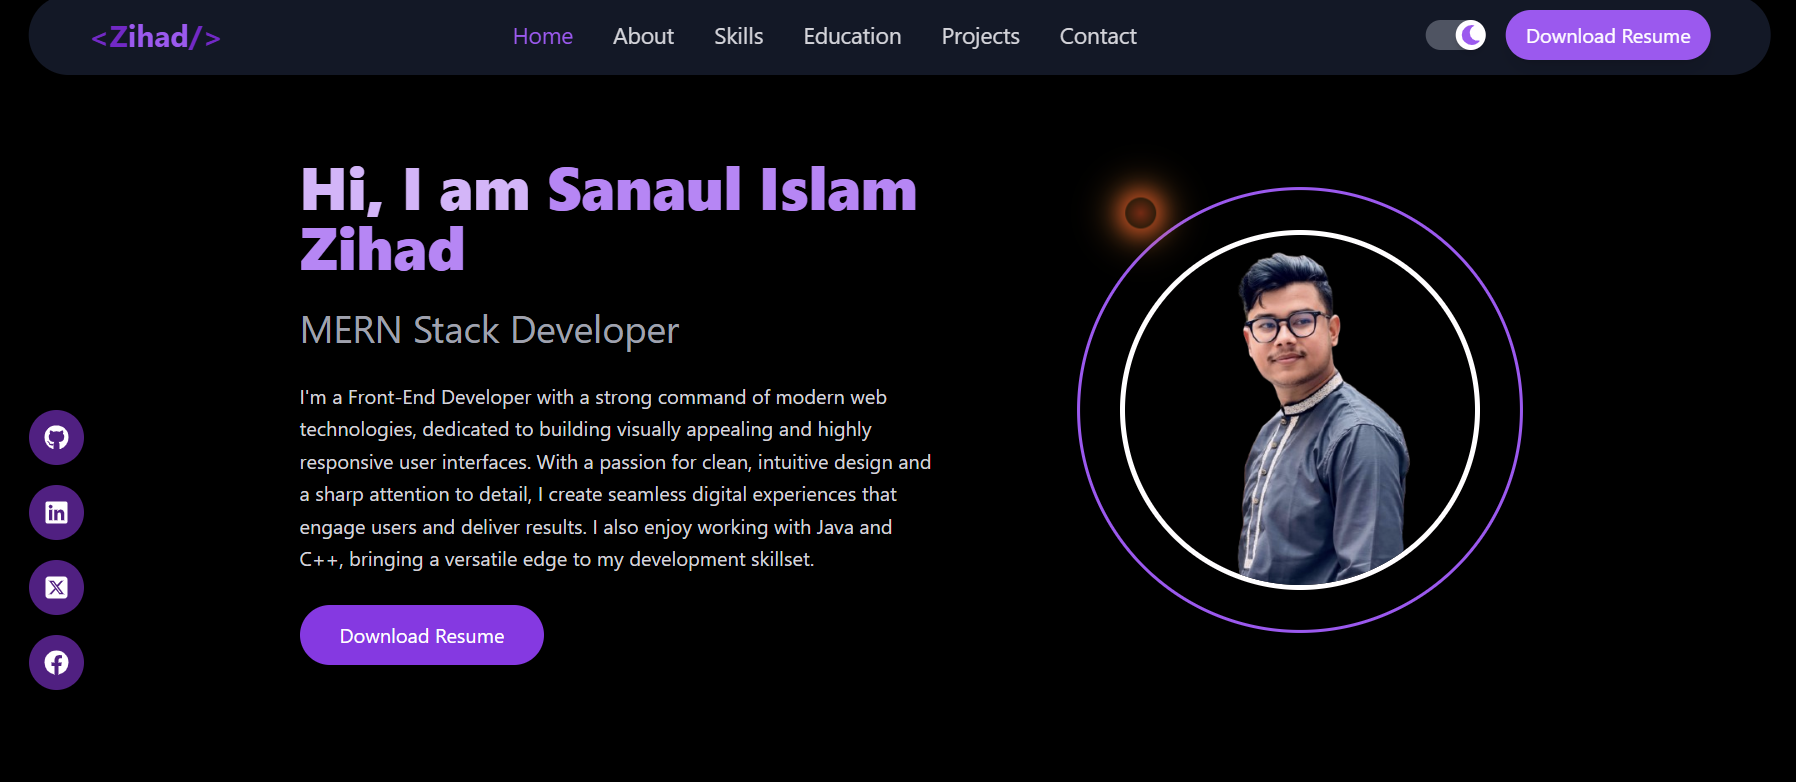 <Zihad/>
Home About Skills Education Projects Contact
Download Resume
Hi, I am Sanaul Islam
Zihad
MERN Stack Developer
I'm a Front-End Developer with a strong command of modern web
technologies, dedicated to building visually appealing and highly
responsive user interfaces. With a passion for clean, intuitive design and
a sharp attention to detail, I create seamless digital experiences that
engage users and deliver results. I also enjoy working with Java and
C++, bringing a versatile edge to my development skillset.
Download Resume